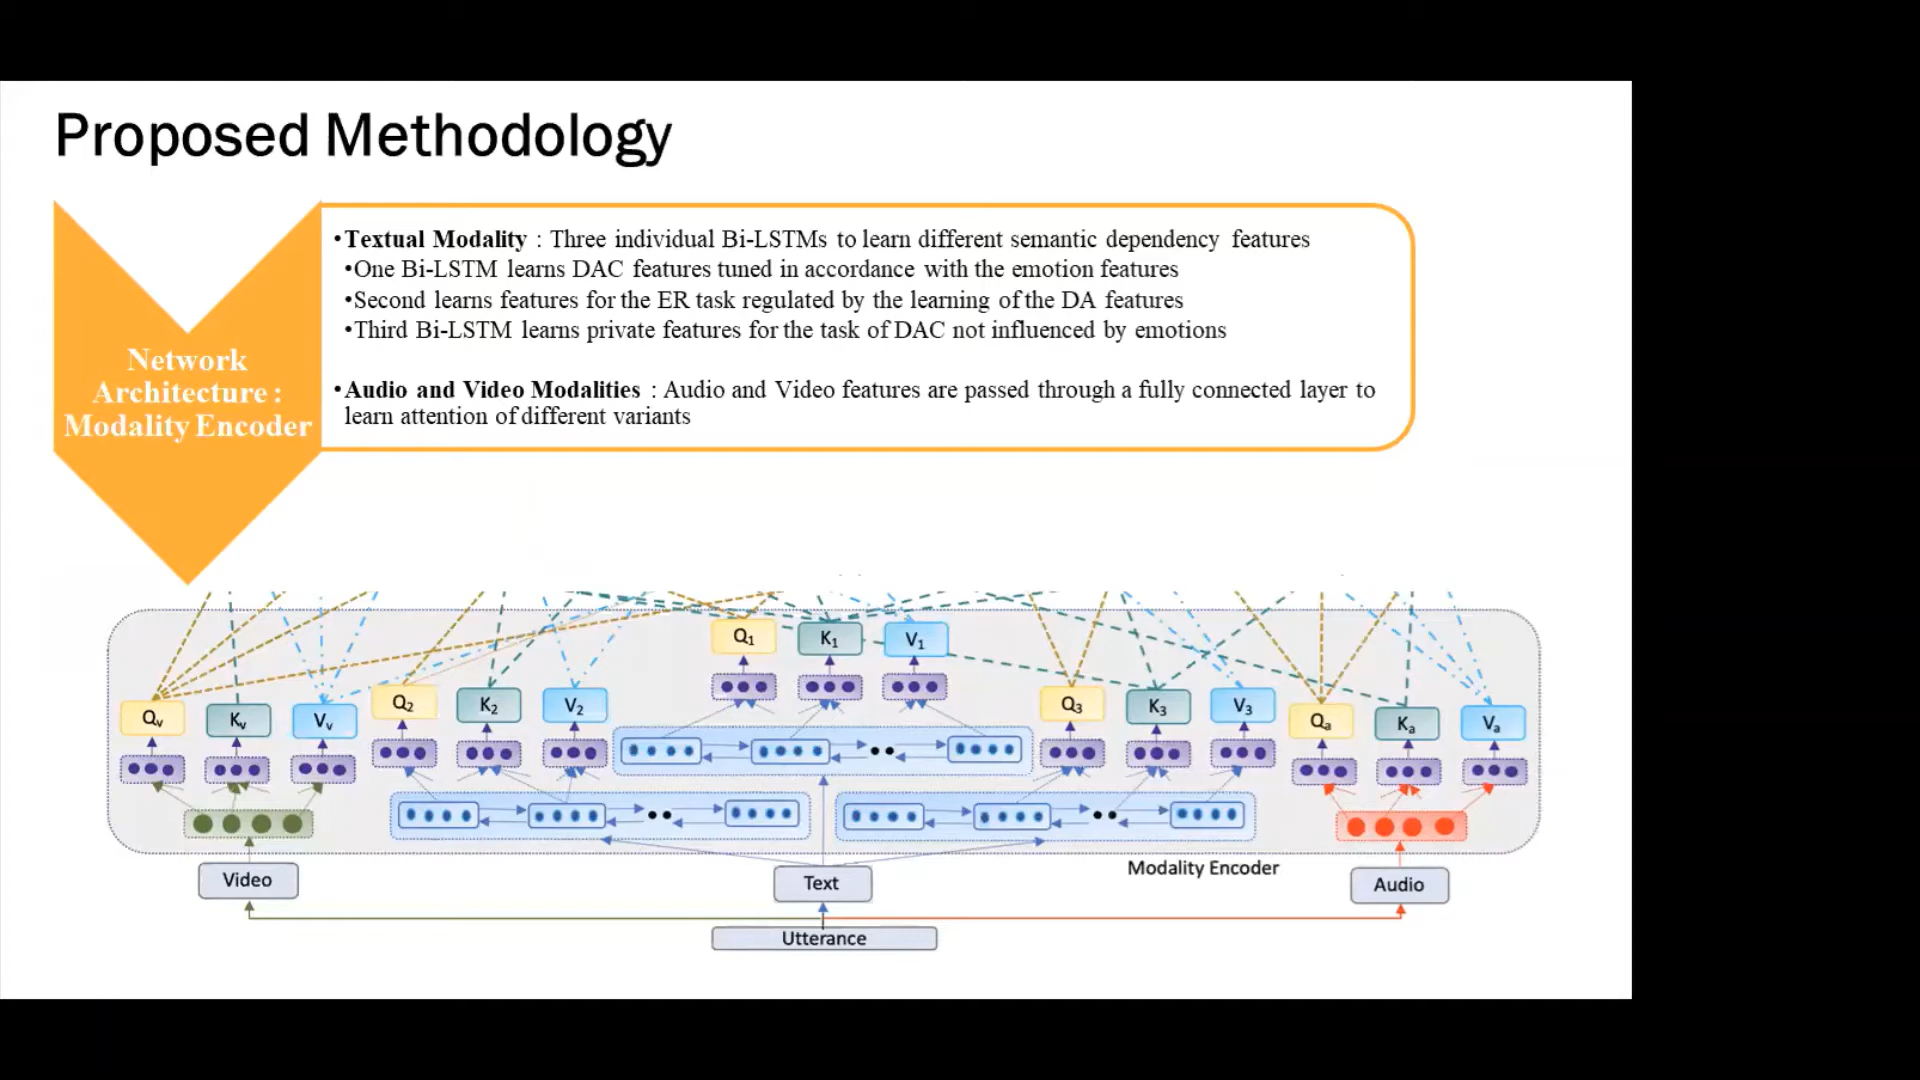 Proposed Methodology
Network
Architecture :
Modality Encoder
•Textual Modality : Three individual Bi-LSTMs to learn different semantic dependency features
•One Bi-LSTM learns DAC features tuned in accordance with the emotion features
•Second learns features for the ER task regulated by the learning of the DA features
•Third Bi-LSTM learns private features for the task of DAC not influenced by emotions
•Audio and Video Modalities : Audio and Video features are passed through a fully connected layer to
learn attention of different variants
Q1 K1 V1
Qv Kv Vv Q2 K2 V2 Q3 K3 V3 Qa Ka Va
Modality Encoder
Video Text Audio
Utterance